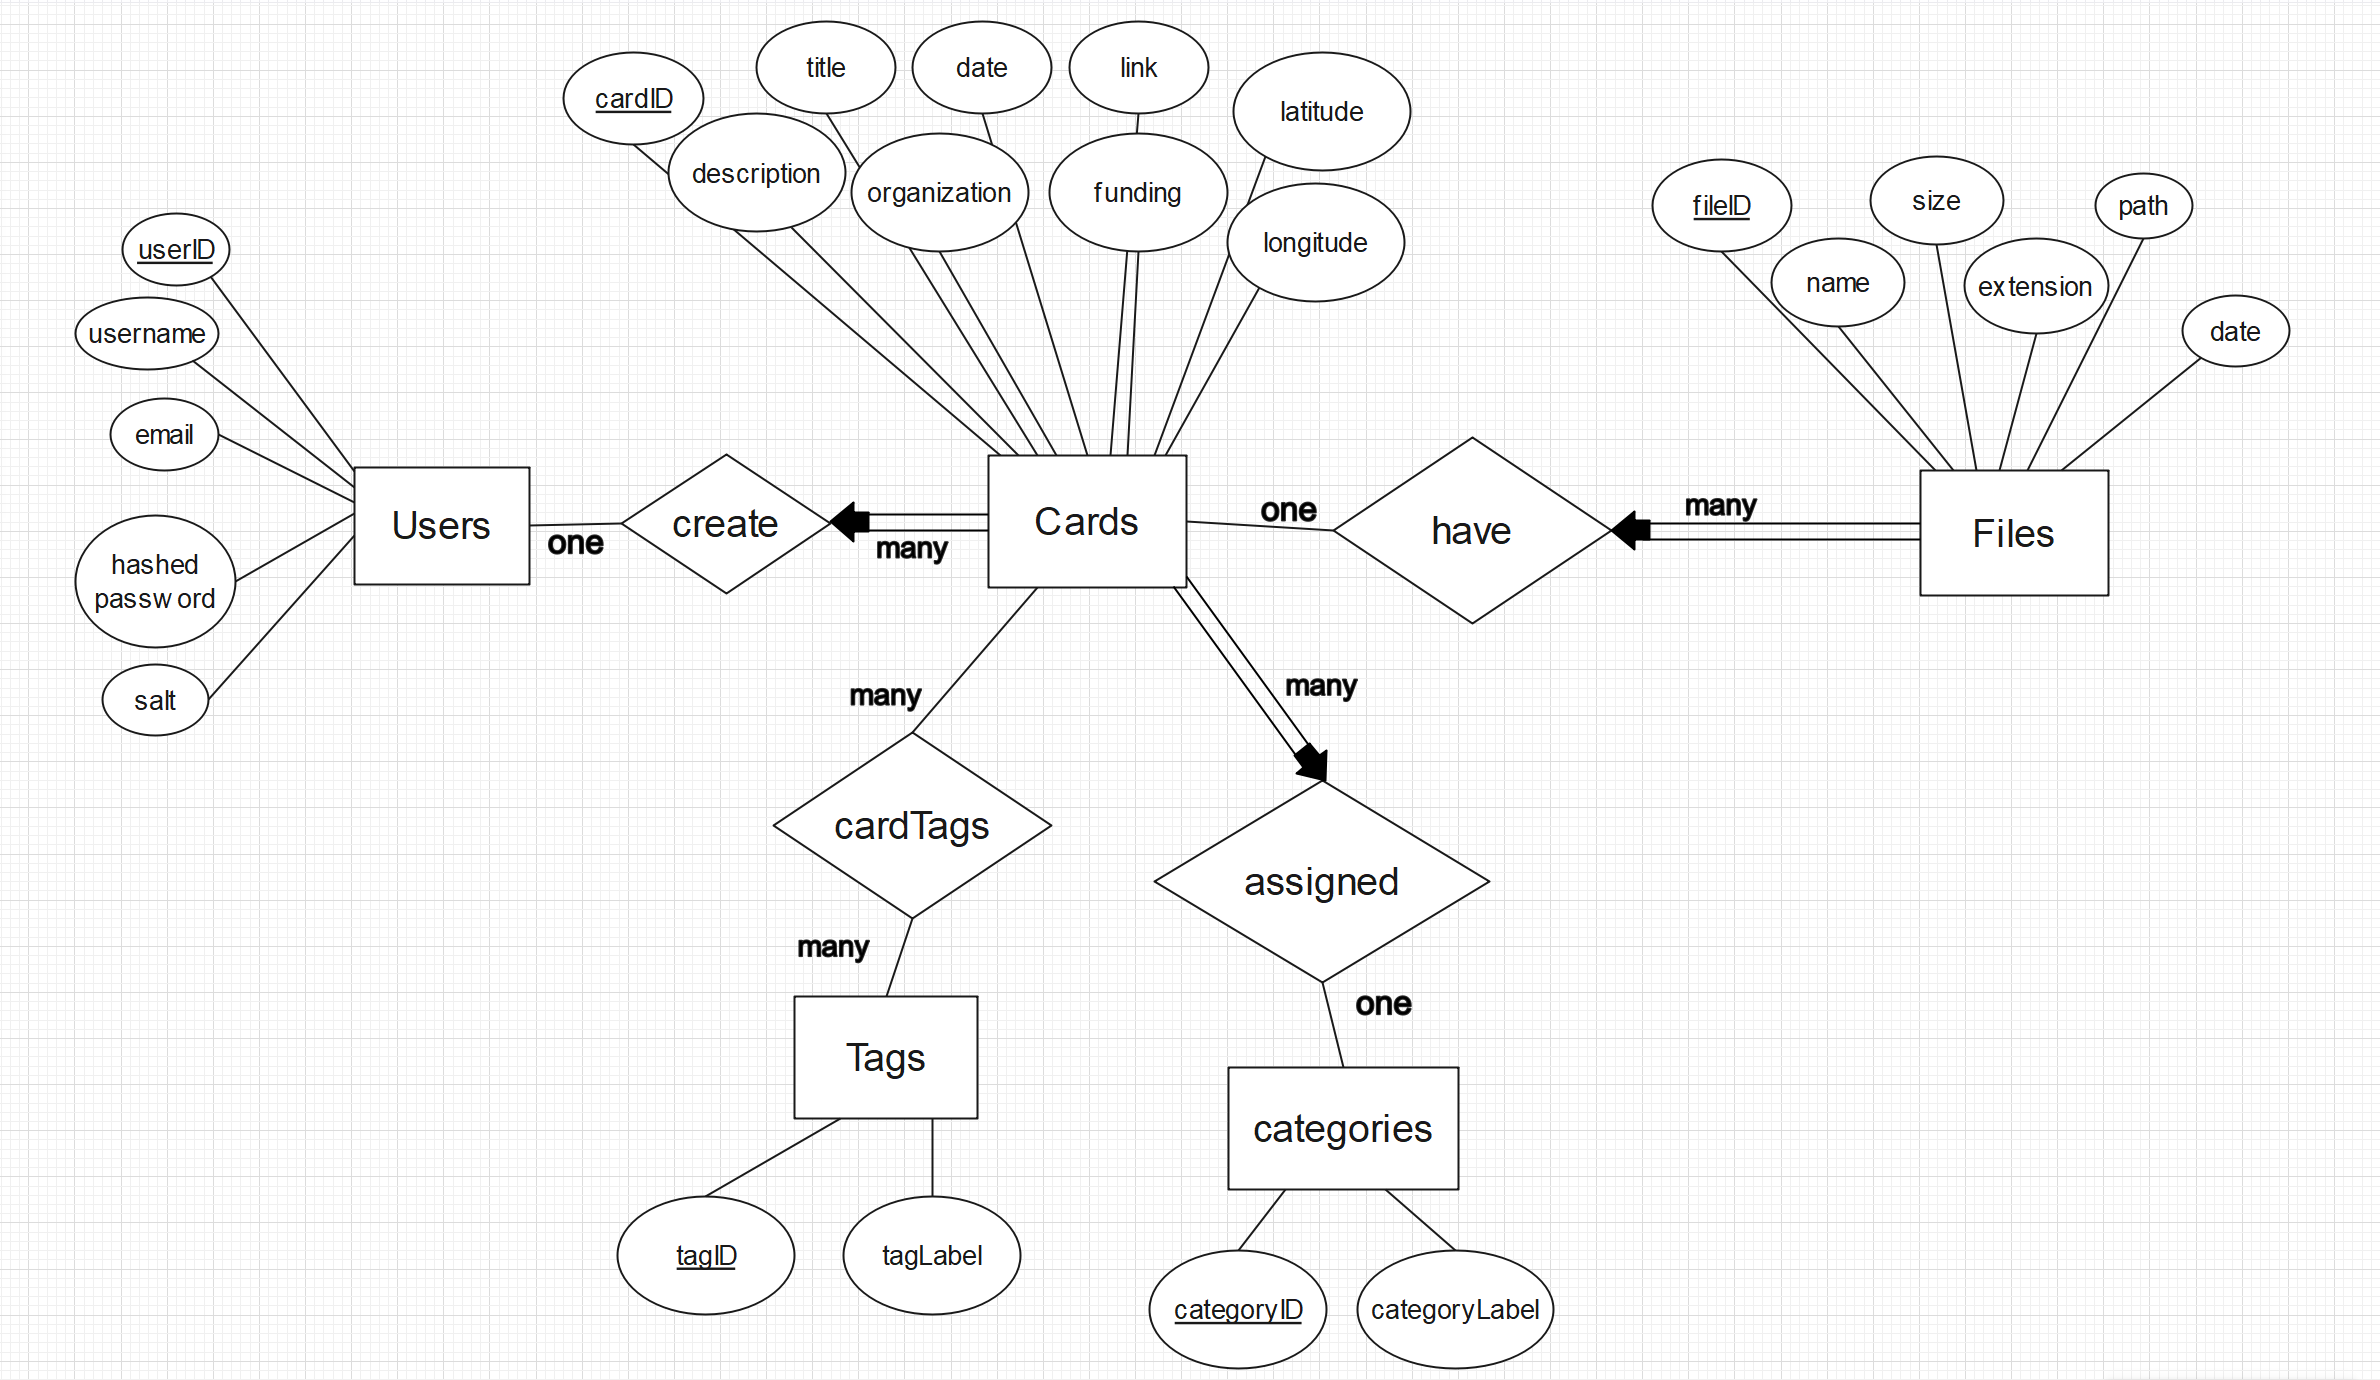 title
date
link
cardID
latitude
description
organization
funding
longitude
fileID
size
path
name
extension
date
userID
username
email
hashed
password
salt
Users
one
create
many
Cards
one
have
many
Files
many
many
cardTags
assigned
many
one
Tags
categories
tagID
tagLabel
categoryID
categoryLabel